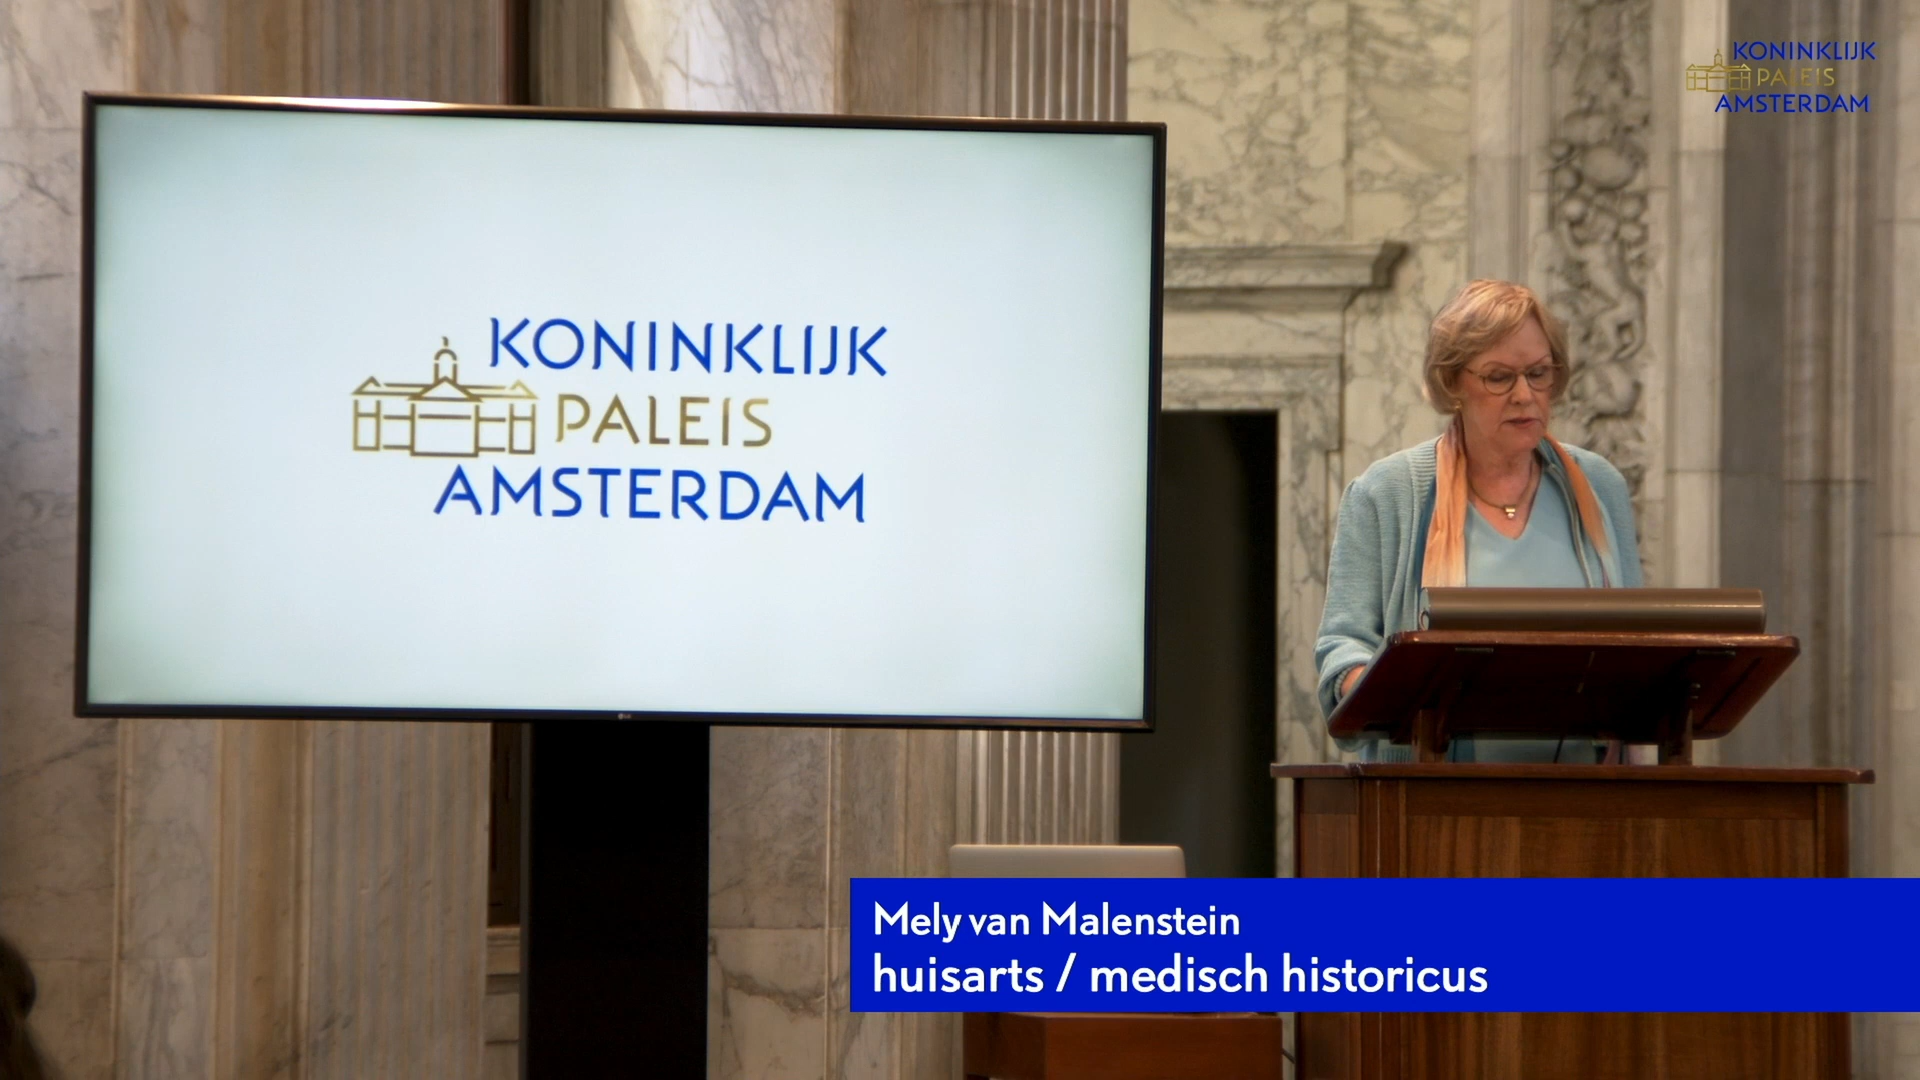 KONINKLIJK
PALEIS
AMSTERDAM
KONINKLIJK
PALEIS
AMSTERDAM
Mely van Malenstein
huisarts / medisch historicus